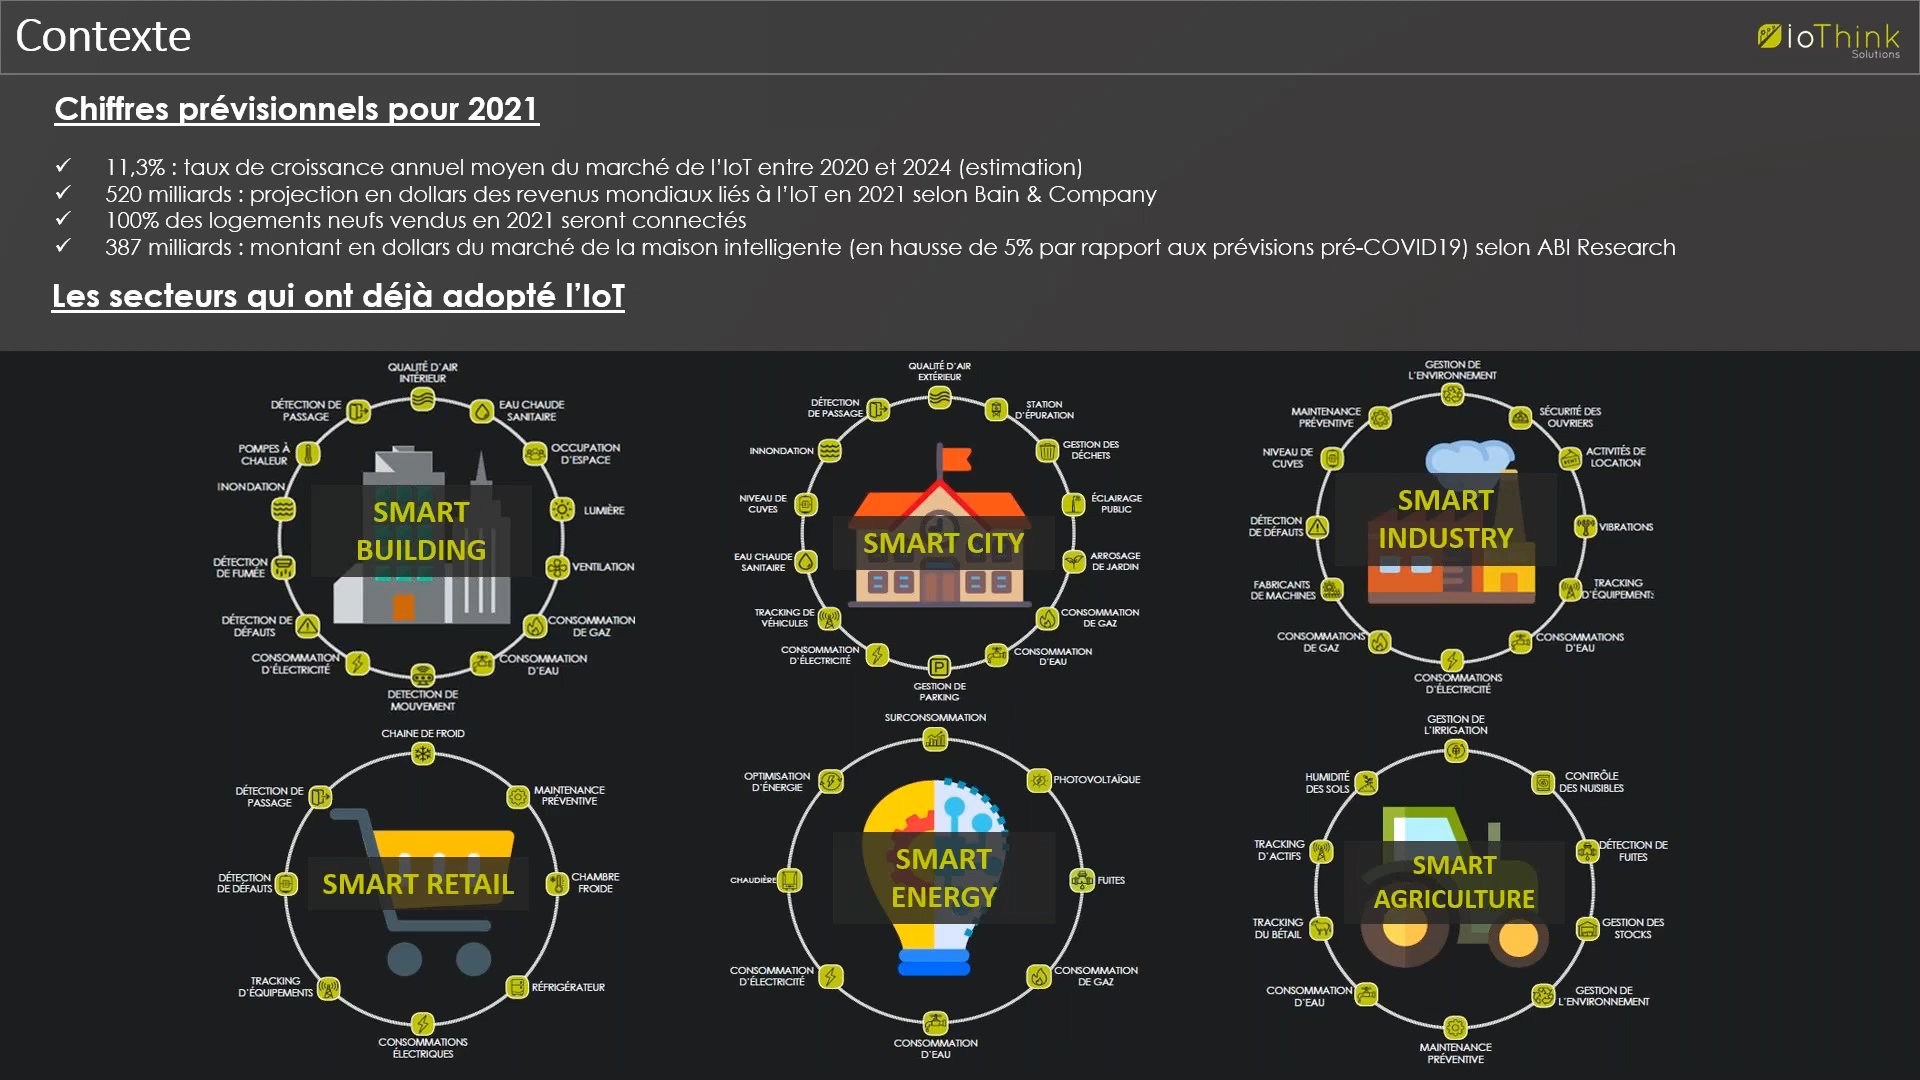 Contexte
ioThink
Solutions
Chiffres prévisionnels pour 2021
✓ 11,3% : taux de croissance annuel moyen du marché de l'IoT entre 2020 et 2024 (estimation)
✓ 520 milliards : projection en dollars des revenus mondiaux liés à l'IoT en 2021 selon Bain & Company
✓ 100% des logements neufs vendus en 2021 seront connectés
✓ 387 milliards : montant en dollars du marché de la maison intelligente (en hausse de 5% par rapport aux prévisions pré-COVID19) selon ABI Research
Les secteurs qui ont déjà adopté l'IoT
QUALITÉ D'AIR
INTÉRIEUR
EAU CHAUDE
SANITAIRE
OCCUPATION
D'ESPACE
LUMIÈRE
VENTILATION
CONSOMMATION
DE GAZ
CONSOMMATION
D'EAU
DETECTION DE
MOUVEMENT
CONSOMMATION
D'ÉLECTRICITÉ
DÉTECTION DE
DÉFAUTS
DÉTECTION
DE FUMÉE
INONDATION
POMPES À
CHALEUR
DÉTECTION DE
PASSAGE
SMART
BUILDING
QUALITÉ D'AIR
EXTÉRIEUR
STATION
D'ÉPURATION
GESTION DES
DÉCHETS
ÉCLAIRAGE
PUBLIC
ARROSAGE
DE JARDIN
CONSOMMATION
DE GAZ
CONSOMMATION
D'EAU
GESTION DE
PARKING
CONSOMMATION
D'ÉLECTRICITÉ
TRACKING DE
VÉHICULES
EAU CHAUDE
SANITAIRE
NIVEAU DE
CUVES
INNONDATION
DÉTECTION
DE PASSAGE
SMART CITY
GESTION DE
L'ENVIRONNEMENT
SÉCURITÉ DES
OUVRIERS
ACTIVITÉS DE
LOCATION
RENT
VIBRATIONS
TRACKING
D'ÉQUIPEMENTS
CONSOMMATIONS
D'EAU
CONSOMMATIONS
D'ÉLECTRICITÉ
CONSOMMATIONS
DE GAZ
FABRICANTS
DE MACHINES
DÉTECTION
DE DÉFAUTS
NIVEAU DE
CUVES
MAINTENANCE
PRÉVENTIVE
SMART
INDUSTRY
CHAINE DE FROID
MAINTENANCE
PRÉVENTIVE
CHAMBRE
FROIDE
RÉFRIGÉRATEUR
CONSOMMATIONS
ÉLECTRIQUES
TRACKING
D'ÉQUIPEMENTS
DÉTECTION
DE DÉFAUTS
DÉTECTION DE
PASSAGE
SMART RETAIL
SURCONSOMMATION
PHOTOVOLTAÏQUE
FUITES
CONSOMMATION
DE GAZ
CONSOMMATION
D'EAU
CONSOMMATION
D'ÉLECTRICITÉ
CHAUDIÈRE
OPTIMISATION
D'ÉNERGIE
SMART
ENERGY
GESTION DE
L'IRRIGATION
CONTRÔLE
DES NUISIBLES
DÉTECTION DE
FUITES
GESTION DES
STOCKS
GESTION DE
L'ENVIRONNEMENT
MAINTENANCE
PRÉVENTIVE
CONSOMMATION
D'EAU
TRACKING
DU BÉTAIL
TRACKING
D'ACTIFS
HUMIDITÉ
DES SOLS
SMART
AGRICULTURE